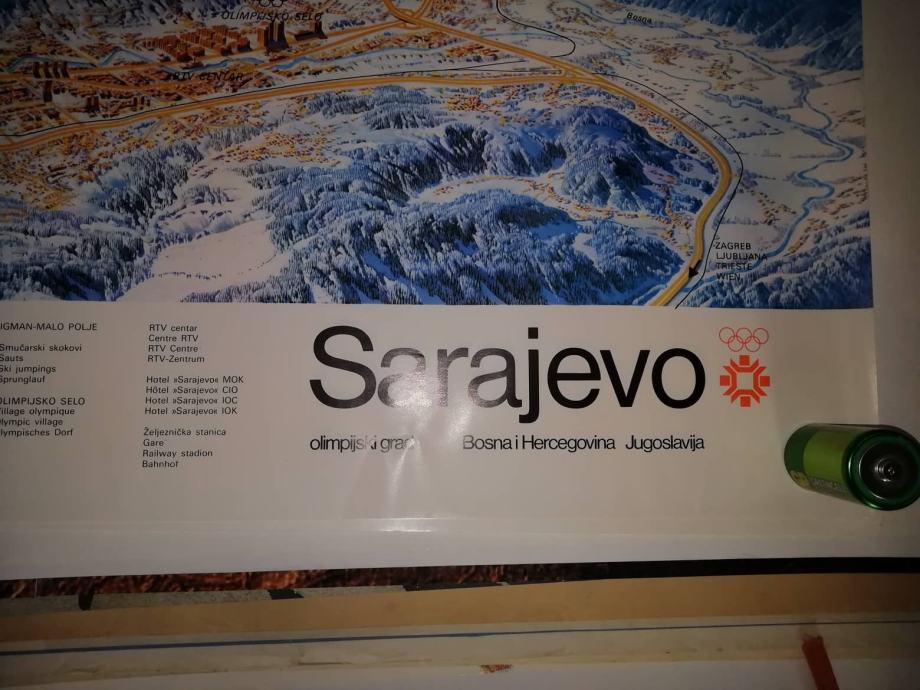 OLIMPIJSKO SELO
Bosna
RTV CENTAR
ZAGREB
LJUBLJANA
TRIESTE
WIEN
IGMAN-MALO POLJE
Smučarski skokovi
Sauts
Ski jumpings
Sprunglauf
OLIMPIJSKO SELO
Village olympique
Olympic village
Olympisches Dorf
RTV centar
Centre RTV
RTV Centre
RTV-Zentrum
Hotel »Sarajevo« MOK
Hôtel »Sarajevo« CIO
Hotel »Sarajevo« IOC
Hotel »Sarajevo« IOK
Željeznička stanica
Gare
Railway stadion
Bahnhof
Sarajevo
olimpijski grad Bosna i Hercegovina Jugoslavija